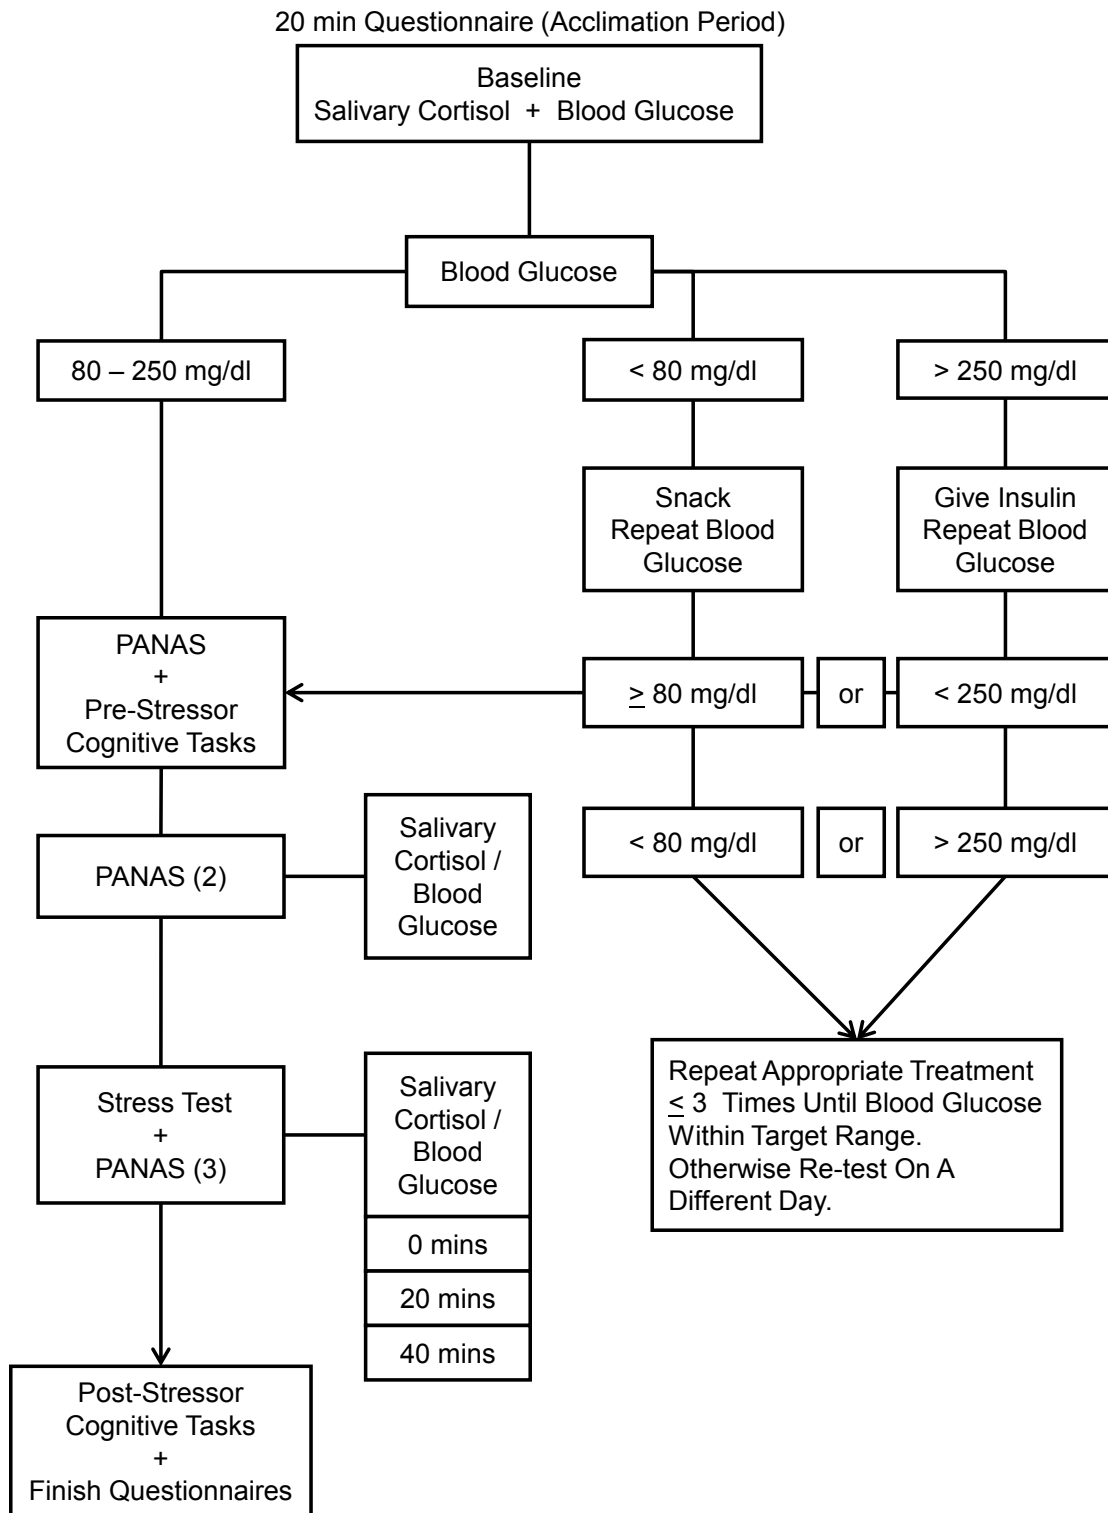 20 min Questionnaire (Acclimation Period)
Baseline
Salivary Cortisol + Blood Glucose
Blood Glucose
80 – 250 mg/dl
< 80 mg/dl
> 250 mg/dl
Snack
Repeat Blood
Glucose
Give Insulin
Repeat Blood
Glucose
PANAS
+
Pre-Stressor
Cognitive Tasks
≥ 80 mg/dl
or
< 250 mg/dl
< 80 mg/dl
or
> 250 mg/dl
PANAS (2)
Salivary
Cortisol /
Blood
Glucose
Repeat Appropriate Treatment
≤ 3 Times Until Blood Glucose
Within Target Range.
Otherwise Re-test On A
Different Day.
Stress Test
+
PANAS (3)
Salivary
Cortisol /
Blood
Glucose
0 mins
20 mins
40 mins
Post-Stressor
Cognitive Tasks
+
Finish Questionnaires